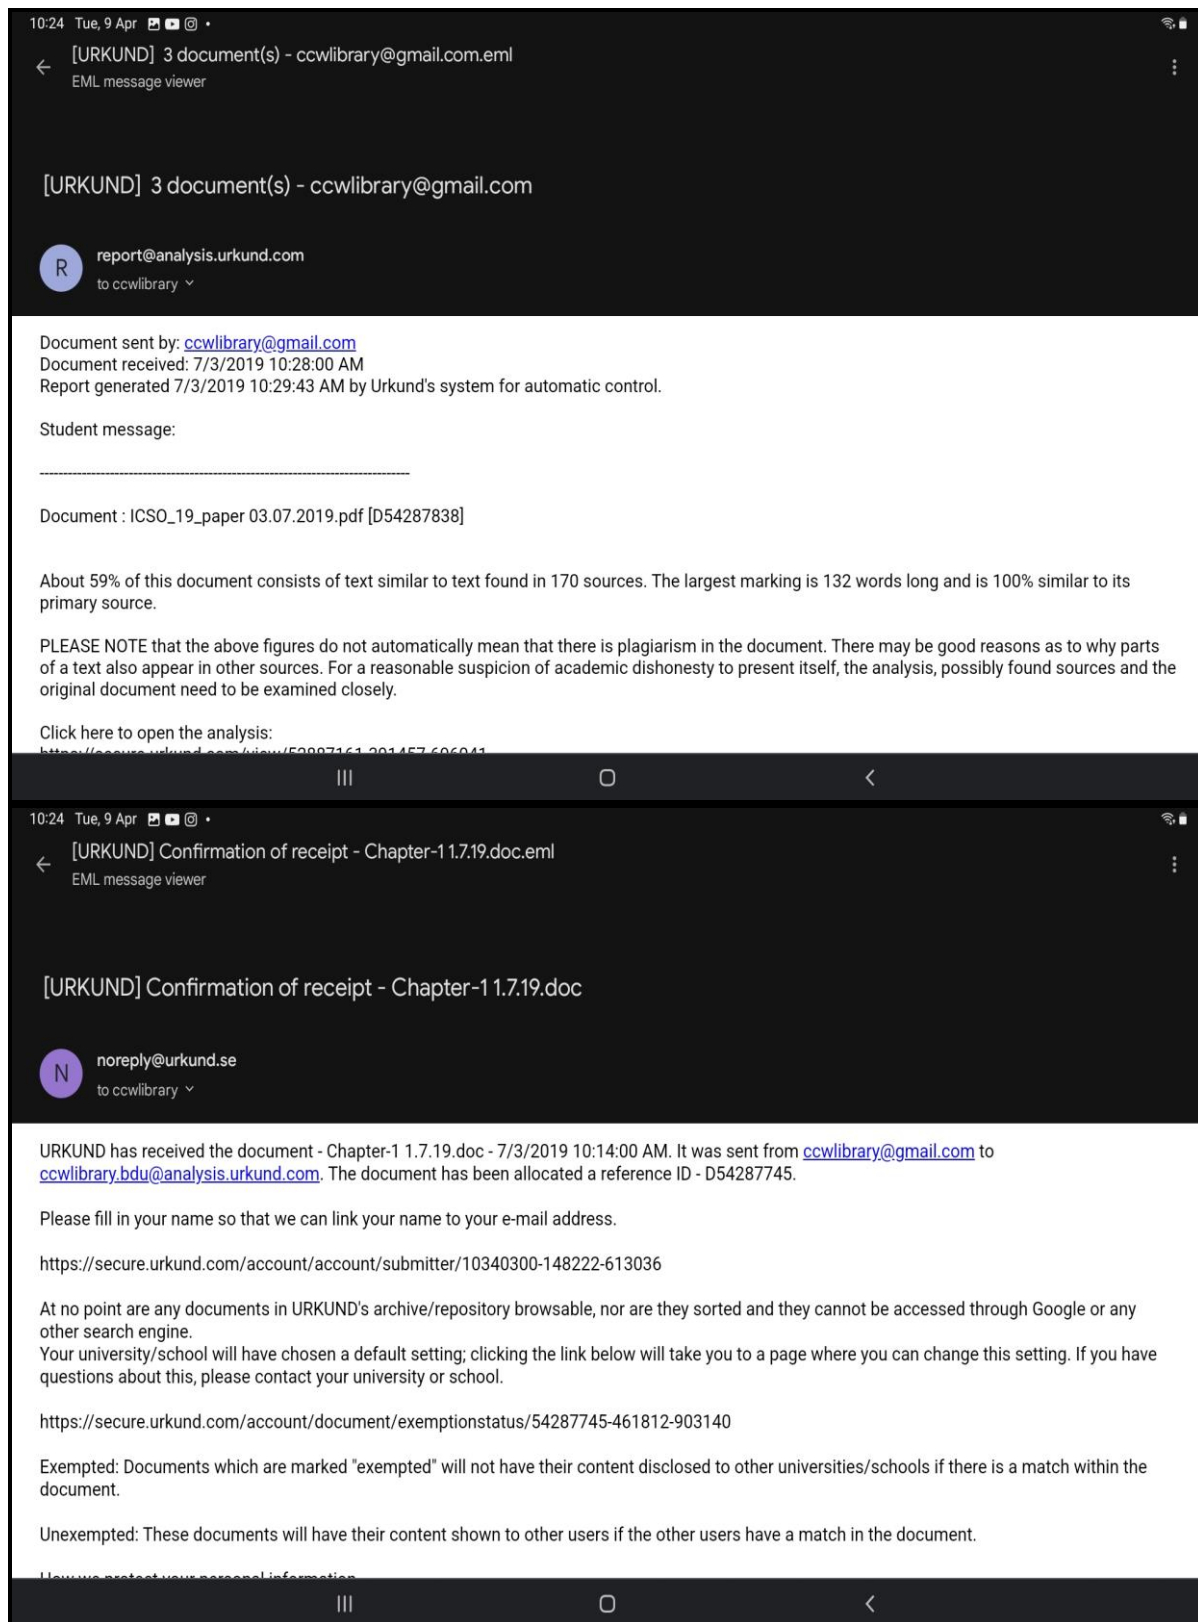 10:24 Tue, 9 Apr
[URKUND] 3 document(s) - ccwlibrary@gmail.com.eml
EML message viewer
[URKUND] 3 document(s) - ccwlibrary@gmail.com
R
report@analysis.urkund.com
to ccwlibrary
Document sent by: ccwlibrary@gmail.com
Document received: 7/3/2019 10:28:00 AM
Report generated 7/3/2019 10:29:43 AM by Urkund's system for automatic control.
Student message:
--------------------------------------------------------------------------------
Document : ICSO_19_paper 03.07.2019.pdf [D54287838]
About 59% of this document consists of text similar to text found in 170 sources. The largest marking is 132 words long and is 100% similar to its
primary source.
PLEASE NOTE that the above figures do not automatically mean that there is plagiarism in the document. There may be good reasons as to why parts
of a text also appear in other sources. For a reasonable suspicion of academic dishonesty to present itself, the analysis, possibly found sources and the
original document need to be examined closely.
Click here to open the analysis:
10:24 Tue, 9 Apr
[URKUND] Confirmation of receipt - Chapter-1 1.7.19.doc.eml
EML message viewer
[URKUND] Confirmation of receipt - Chapter-1 1.7.19.doc
N
noreply@urkund.se
to ccwlibrary
URKUND has received the document - Chapter-1 1.7.19.doc - 7/3/2019 10:14:00 AM. It was sent from ccwlibrary@gmail.com to
ccwlibrary.bdu@analysis.urkund.com. The document has been allocated a reference ID - D54287745.
Please fill in your name so that we can link your name to your e-mail address.
https://secure.urkund.com/account/account/submitter/10340300-148222-613036
At no point are any documents in URKUND's archive/repository browsable, nor are they sorted and they cannot be accessed through Google or any
other search engine.
Your university/school will have chosen a default setting; clicking the link below will take you to a page where you can change this setting. If you have
questions about this, please contact your university or school.
https://secure.urkund.com/account/document/exemptionstatus/54287745-461812-903140
Exempted: Documents which are marked "exempted" will not have their content disclosed to other universities/schools if there is a match within the
document.
Unexempted: These documents will have their content shown to other users if the other users have a match in the document.
How we protect your personal information